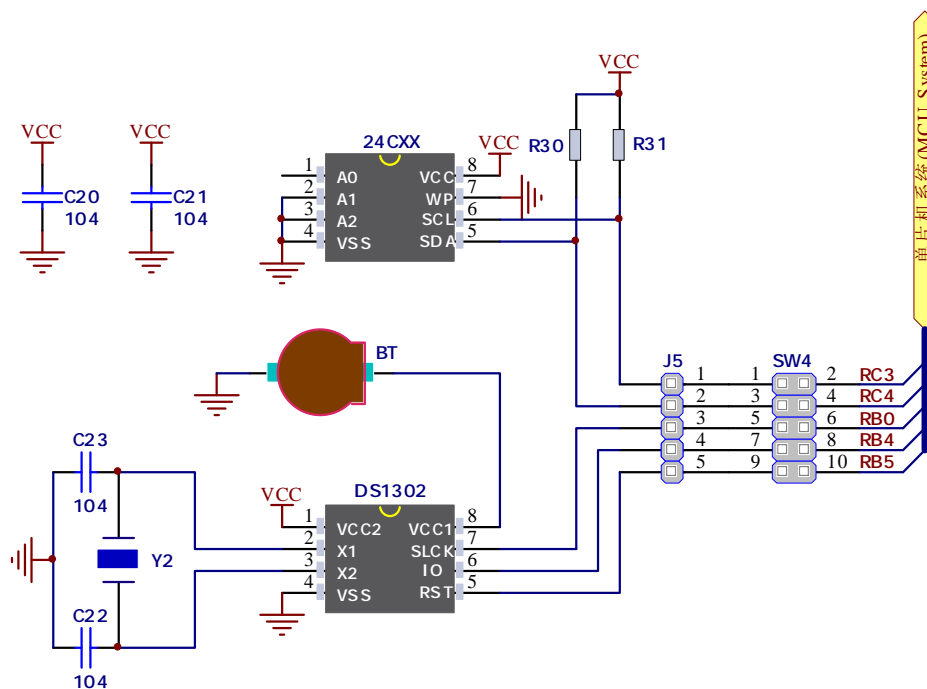 VCC
VCC
C20
104
C21
104
24CXX
1
A0
2
A1
3
A2
4
VSS
VCC
8
VCC
7
WP
6
SCL
5
SDA
VCC
R30
R31
单片机系统(MCU System)
BT
J5
SW4
1
1
2
RC3
2
3
4
RC4
3
5
6
RB0
4
7
8
RB4
5
9
10
RB5
C23
104
Y2
C22
104
VCC
DS1302
1
VCC2
2
X1
3
X2
4
VSS
8
VCC1
7
SLCK
6
IO
5
RST